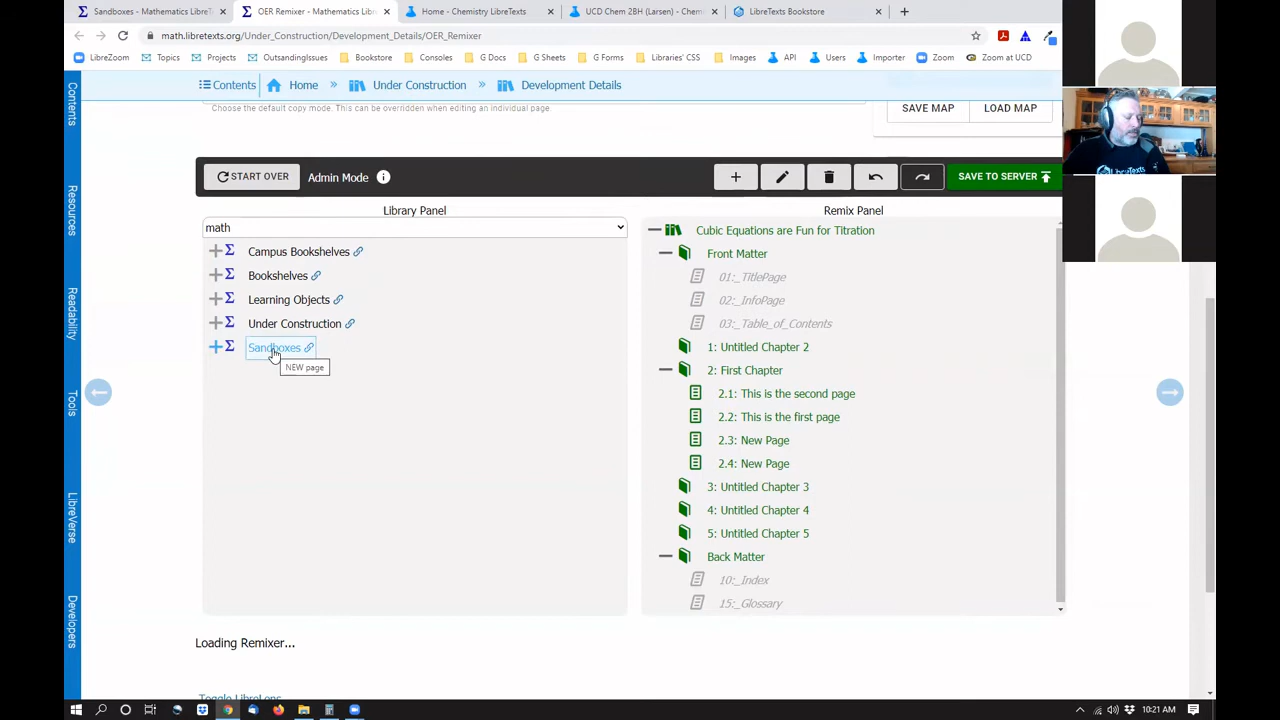 Sandboxes - Mathematics LibreT
OER Remixer - Mathematics Libr
Home - Chemistry LibreTexts
UCD Chem 2BH (Larsen) - Chem
LibreTexts Bookstore
math.libretexts.org/Under_Construction/Development_Details/OER_Remixer
LibreZoom
Topics
Projects
OutsandingIssues
Bookstore
Consoles
G Docs
G Sheets
G Forms
Libraries' CSS
Images
API
Users
Importer
Zoom
Zoom at UCD
Contents
Home
»
Under Construction
»
Development Details
Choose the default copy mode. This can be overridden when editing an individual page.
SAVE MAP
LOAD MAP
START OVER
Admin Mode
SAVE TO SERVER
Library Panel
math
Campus Bookshelves
Bookshelves
Learning Objects
Under Construction
Sandboxes
NEW page
Remix Panel
Cubic Equations are Fun for Titration
Front Matter
01:_TitlePage
02:_InfoPage
03:_Table_of_Contents
1: Untitled Chapter 2
2: First Chapter
2.1: This is the second page
2.2: This is the first page
2.3: New Page
2.4: New Page
3: Untitled Chapter 3
4: Untitled Chapter 4
5: Untitled Chapter 5
Back Matter
10:_Index
15:_Glossary
Loading Remixer...
Toggle LibreLens
Contents
Resources
Readability
Tools
LibreVerse
Developers
LibreTexts
10:21 AM